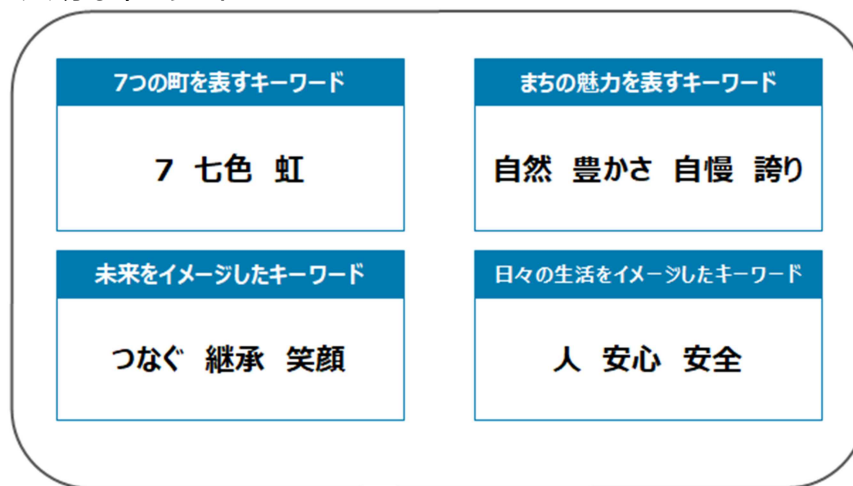 7つの町を表すキーワード
7 七色 虹
まちの魅力を表すキーワード
自然 豊かさ 自慢 誇り
未来をイメージしたキーワード
つなぐ 継承 笑顔
日々の生活をイメージしたキーワード
人 安心 安全